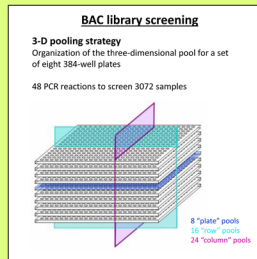 BAC library screening
3-D pooling strategy
Organization of the three-dimensional pool for a set
of eight 384-well plates
48 PCR reactions to screen 3072 samples
8 "plate" pools
16 "row" pools
24 "column" pools